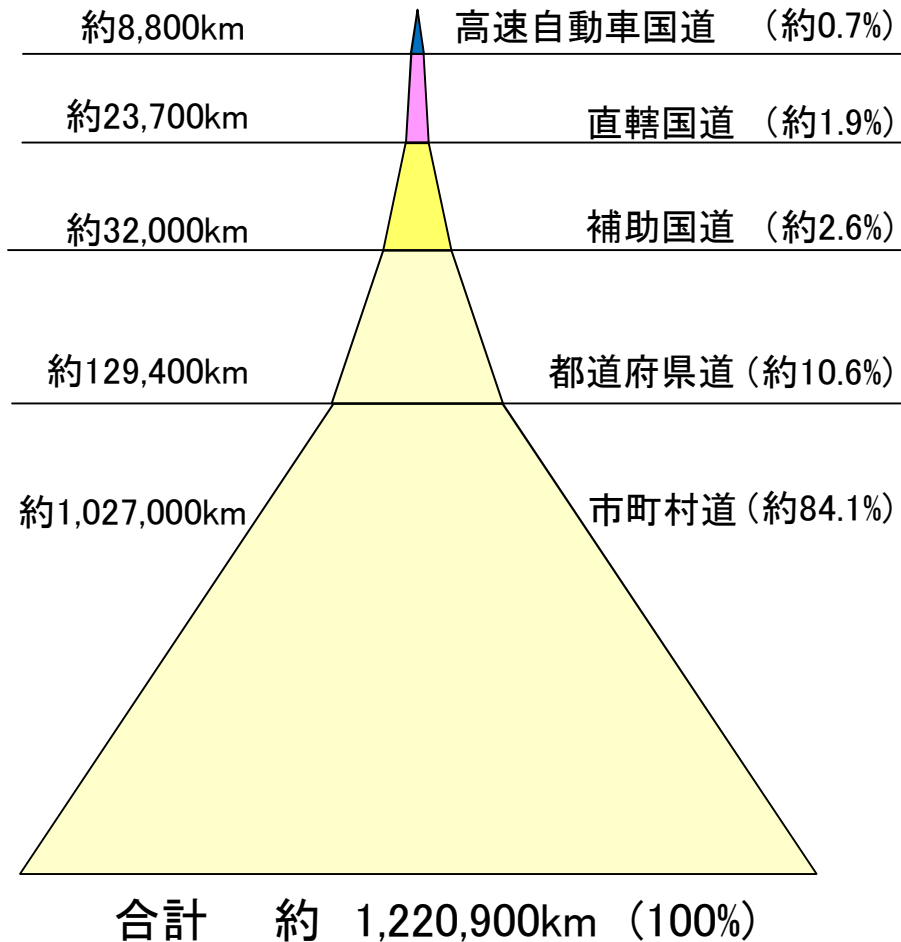 約8,800km 高速自動車国道 (約0.7%)
約23,700km 直轄国道 (約1.9%)
約32,000km 補助国道 (約2.6%)
約129,400km 都道府県道(約10.6%)
約1,027,000km 市町村道(約84.1%)
合計 約 1,220,900km (100%)